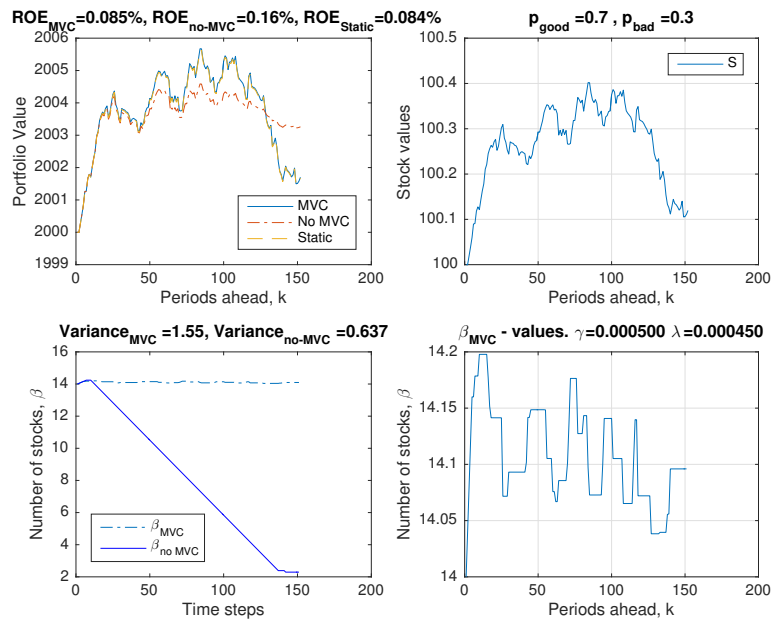 ROE_MVC=0.085%, ROE_no-MVC=0.16%, ROE_Static=0.084%
2006
2005
2004
2003
2002
2001
2000
1999
Portfolio Value
MVC
No MVC
Static
0 50 100 150 200
Periods ahead, k
p_good =0.7 , p_bad =0.3
100.5
100.4
100.3
100.2
100.1
100
Stock values
S
0 50 100 150 200
Periods ahead, k
Variance_MVC =1.55, Variance_no-MVC =0.637
16
14
12
10
8
6
4
2
Number of stocks, β
β_MVC
β_no MVC
0 50 100 150 200
Time steps
β_MVC - values. γ=0.000500 λ=0.000450
14.2
14.15
14.1
14.05
14
Number of stocks, β
0 50 100 150 200
Periods ahead, k